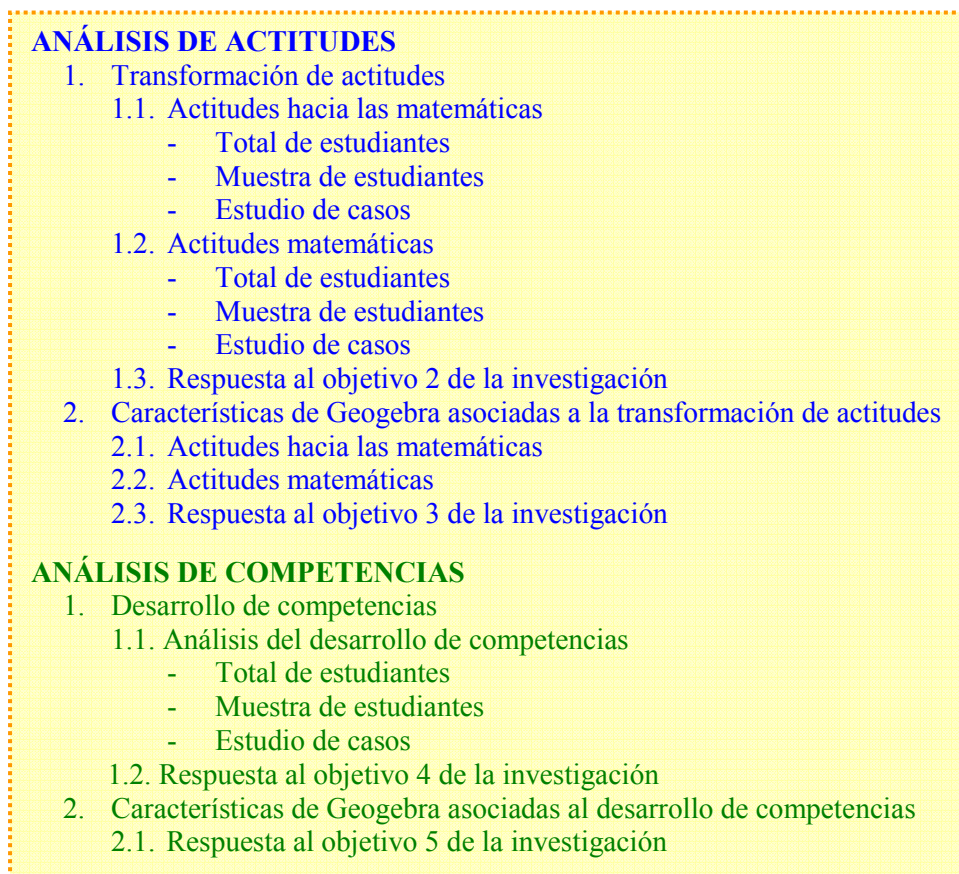 ANÁLISIS DE ACTITUDES
1. Transformación de actitudes
1.1. Actitudes hacia las matemáticas
- Total de estudiantes
- Muestra de estudiantes
- Estudio de casos
1.2. Actitudes matemáticas
- Total de estudiantes
- Muestra de estudiantes
- Estudio de casos
1.3. Respuesta al objetivo 2 de la investigación
2. Características de Geogebra asociadas a la transformación de actitudes
2.1. Actitudes hacia las matemáticas
2.2. Actitudes matemáticas
2.3. Respuesta al objetivo 3 de la investigación
ANÁLISIS DE COMPETENCIAS
1. Desarrollo de competencias
1.1. Análisis del desarrollo de competencias
- Total de estudiantes
- Muestra de estudiantes
- Estudio de casos
1.2. Respuesta al objetivo 4 de la investigación
2. Características de Geogebra asociadas al desarrollo de competencias
2.1. Respuesta al objetivo 5 de la investigación